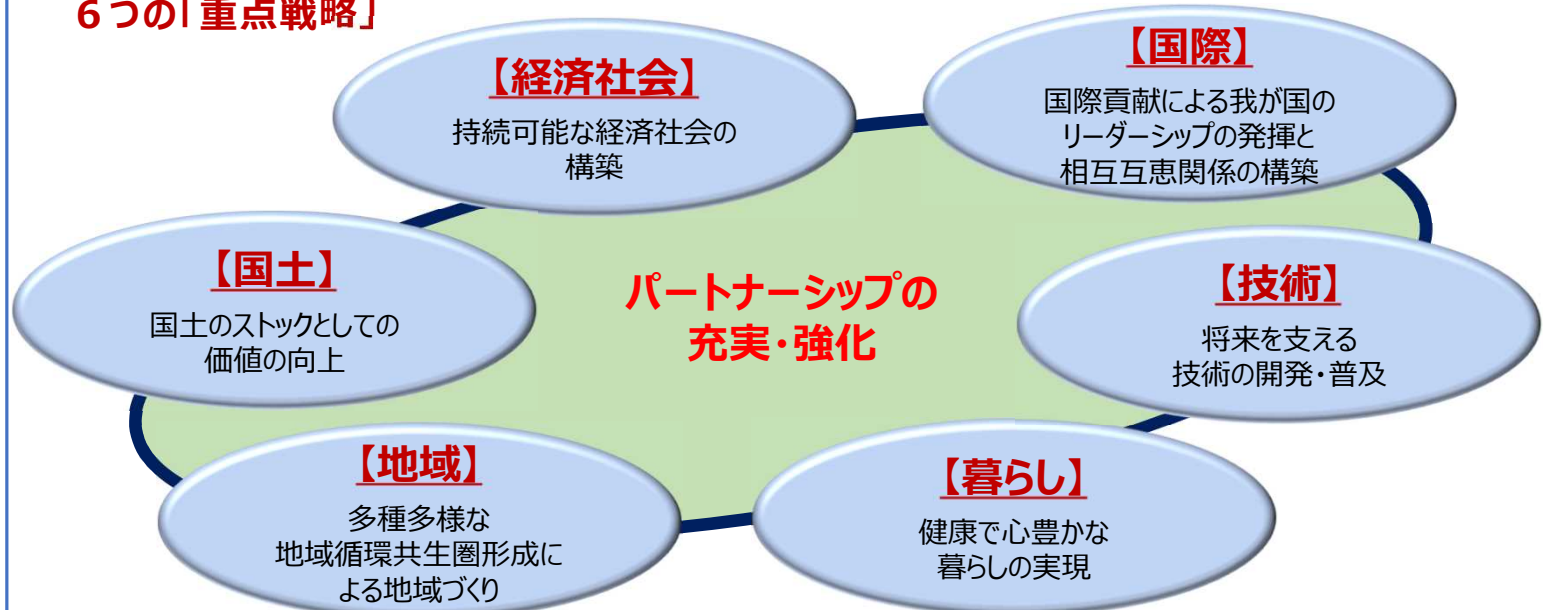 ６つの「重点戦略」
【経済社会】
持続可能な経済社会の
構築
【国際】
国際貢献による我が国の
リーダーシップの発揮と
相互互恵関係の構築
【国土】
国土のストックとしての
価値の向上
パートナーシップの
充実・強化
【技術】
将来を支える
技術の開発・普及
【地域】
多種多様な
地域循環共生圏形成に
よる地域づくり
【暮らし】
健康で心豊かな
暮らしの実現